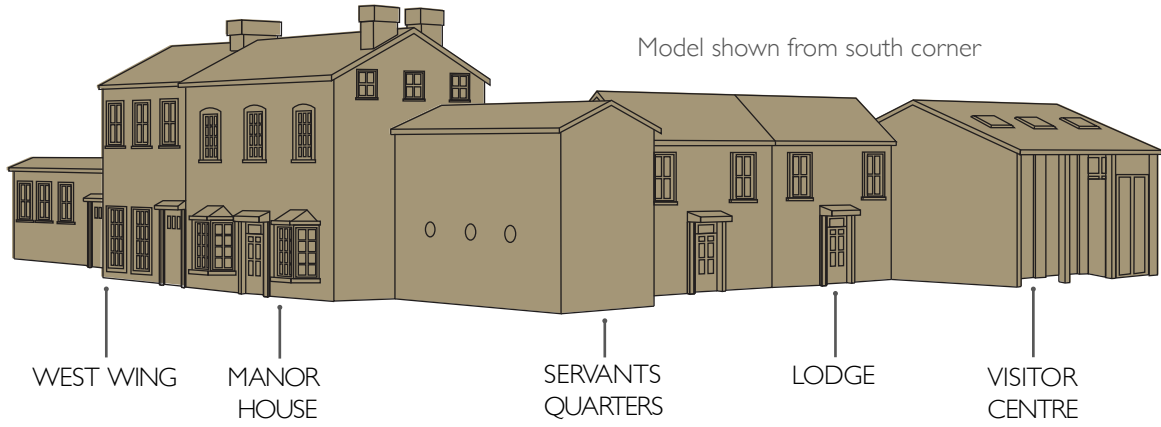 Model shown from south corner
WEST WING
MANOR
HOUSE
SERVANTS
QUARTERS
LODGE
VISITOR
CENTRE